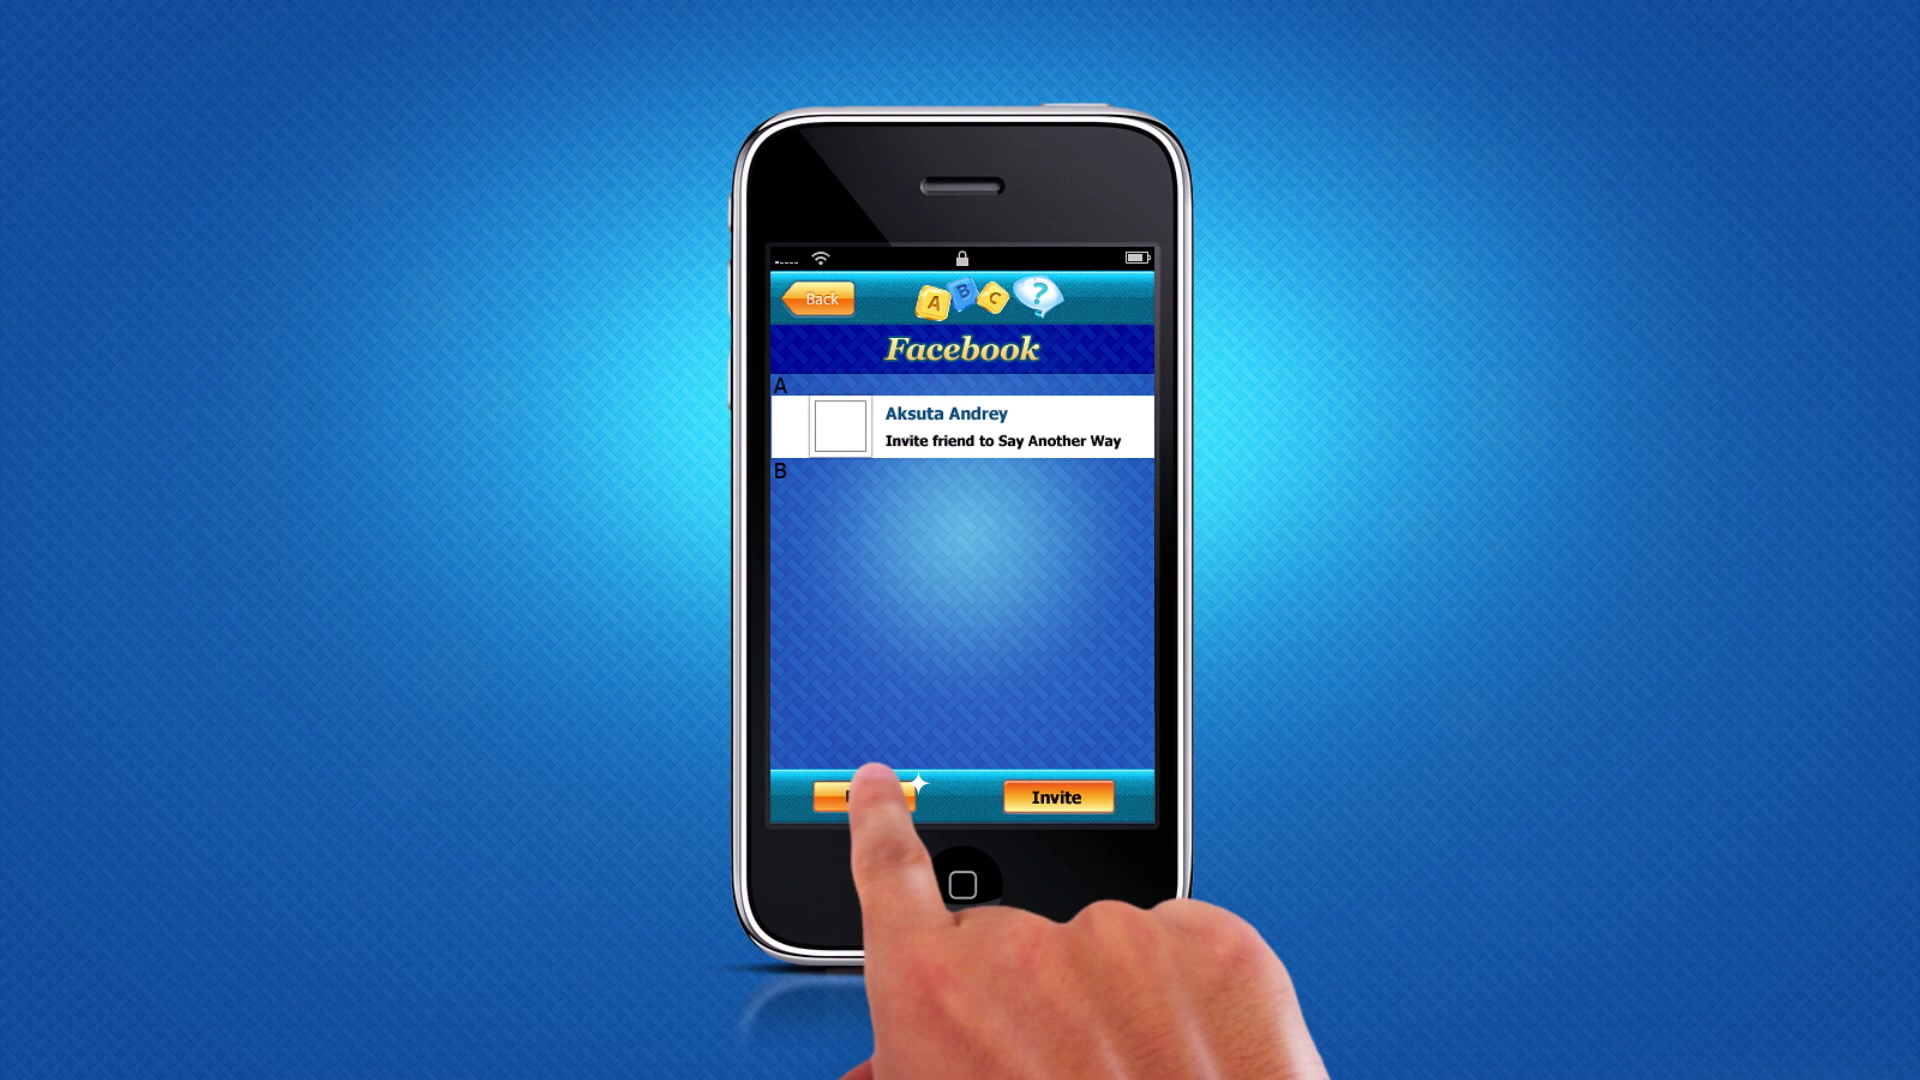 Back
A B C ?
Facebook
A
Aksuta Andrey
Invite friend to Say Another Way
B
Invite